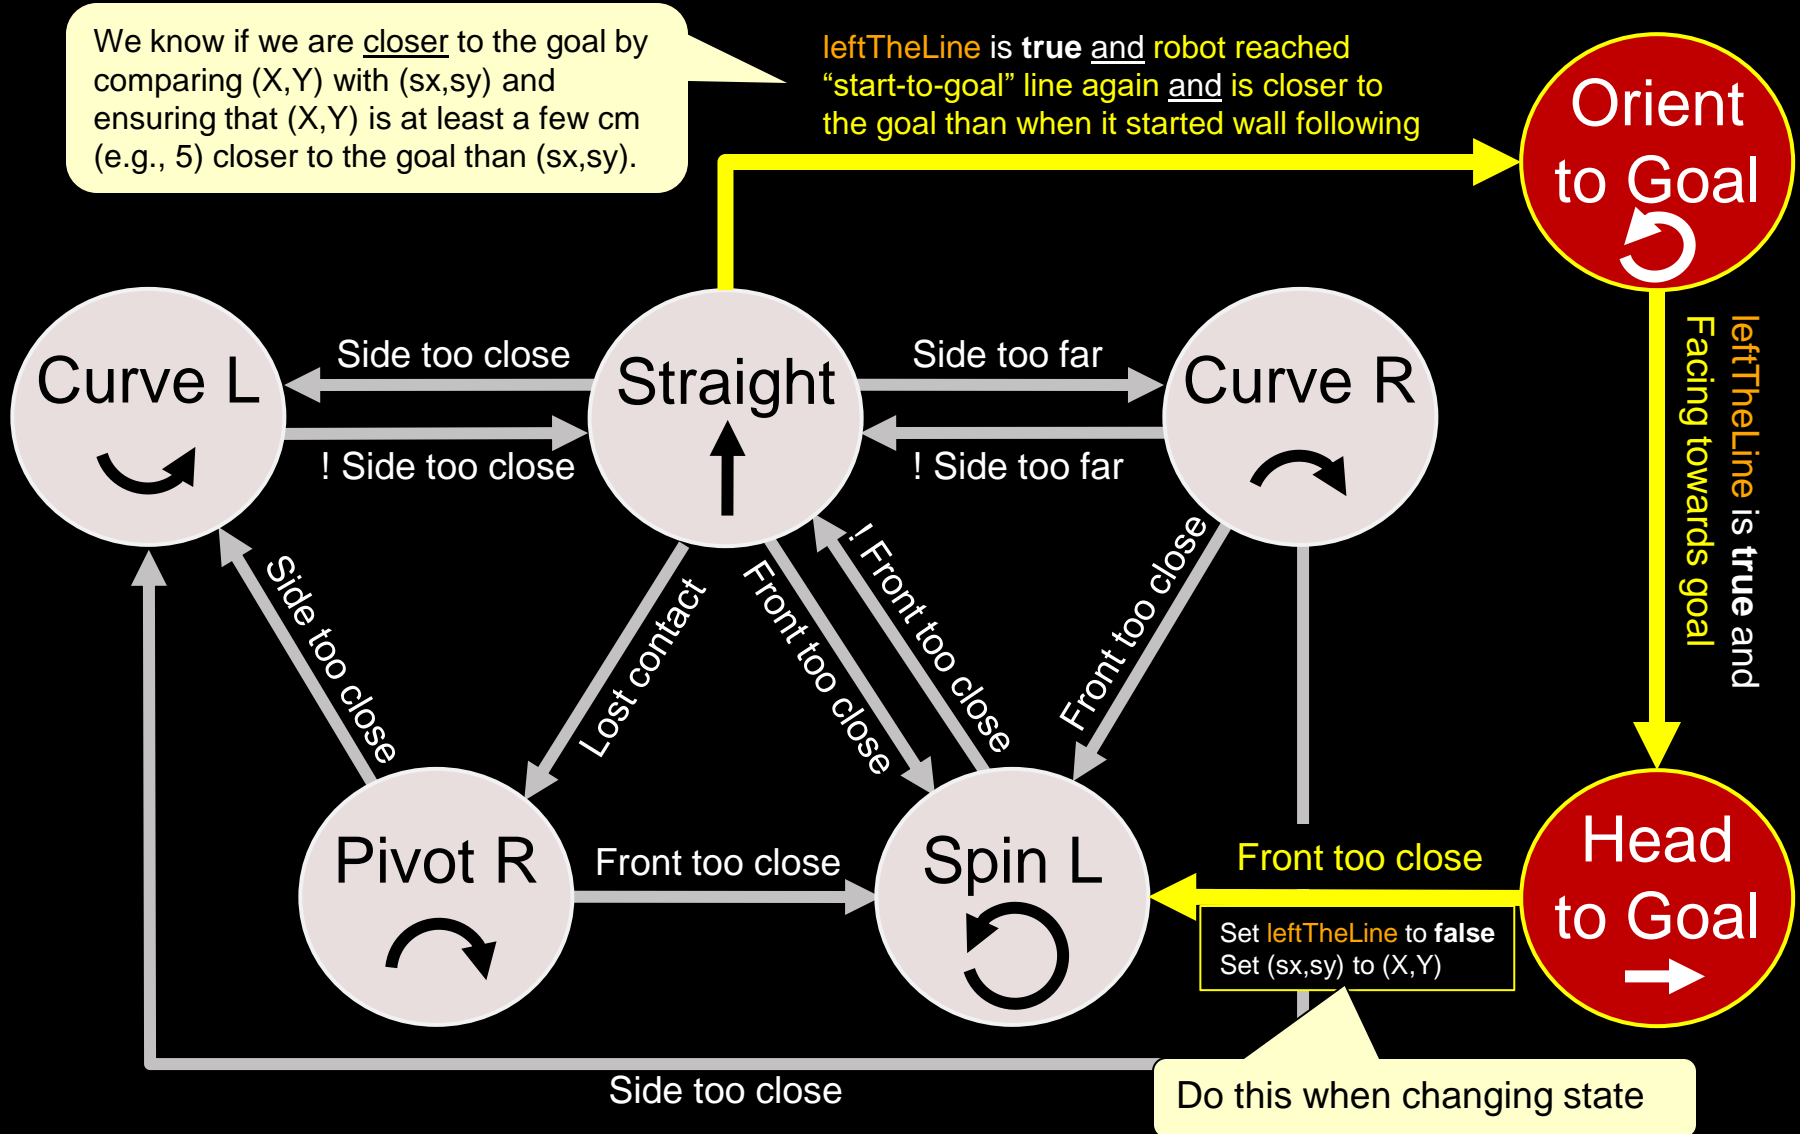 We know if we are closer to the goal by
comparing (X,Y) with (sx,sy) and
ensuring that (X,Y) is at least a few cm
(e.g., 5) closer to the goal than (sx,sy).
leftTheLine is true and robot reached
“start-to-goal” line again and is closer to
the goal than when it started wall following
Orient
to Goal
Curve L
Side too close
! Side too close
Straight
Side too far
! Side too far
Curve R
leftTheLine is true and
Facing towards goal
Side too close
Lost contact
Front too close
! Front too close
Front too close
Pivot R
Front too close
Spin L
Front too close
Set leftTheLine to false
Set (sx,sy) to (X,Y)
Head
to Goal
Side too close
Do this when changing state